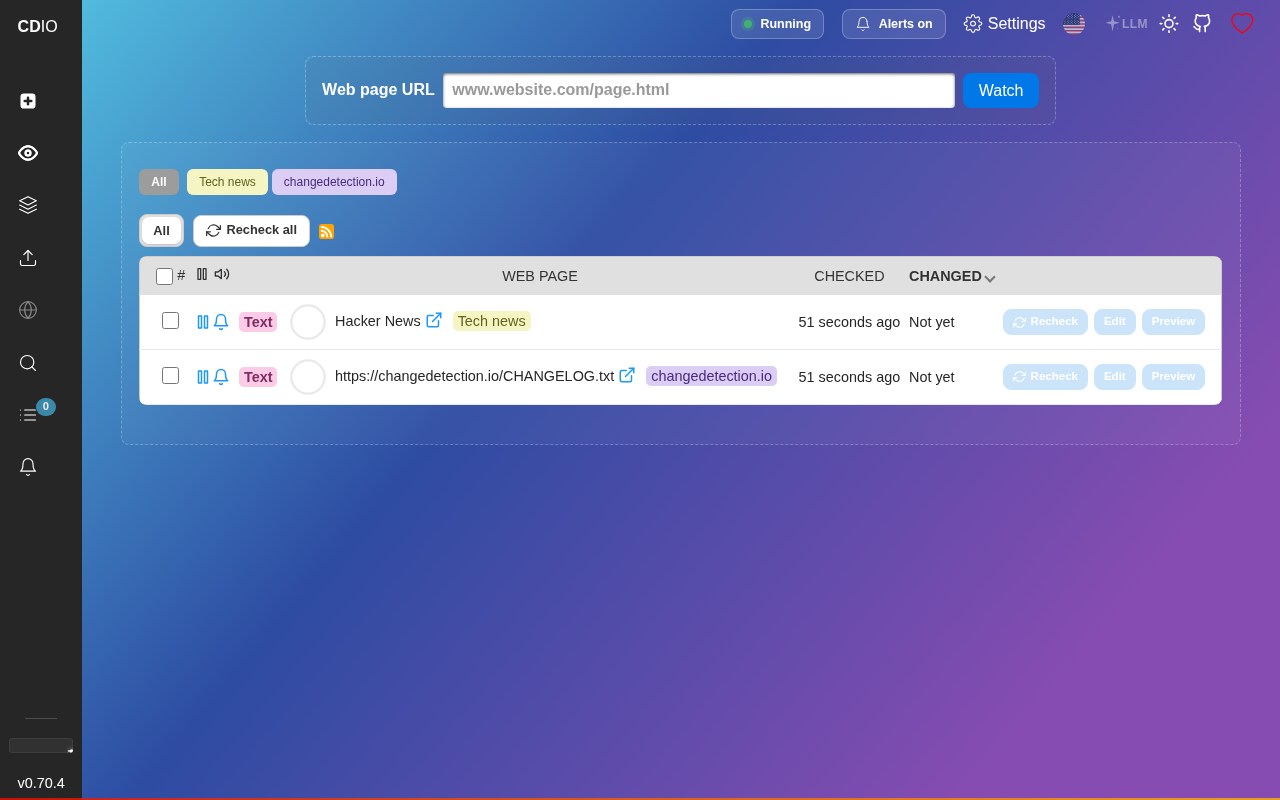 CDIO
Running
Alerts on
Settings
LLM
Web page URL www.website.com/page.html Watch
All Tech news changedetection.io
All Recheck all
# WEB PAGE CHECKED CHANGED
Text Hacker News Tech news 51 seconds ago Not yet Recheck Edit Preview
Text https://changedetection.io/CHANGELOG.txt changedetection.io 51 seconds ago Not yet Recheck Edit Preview
0
v0.70.4